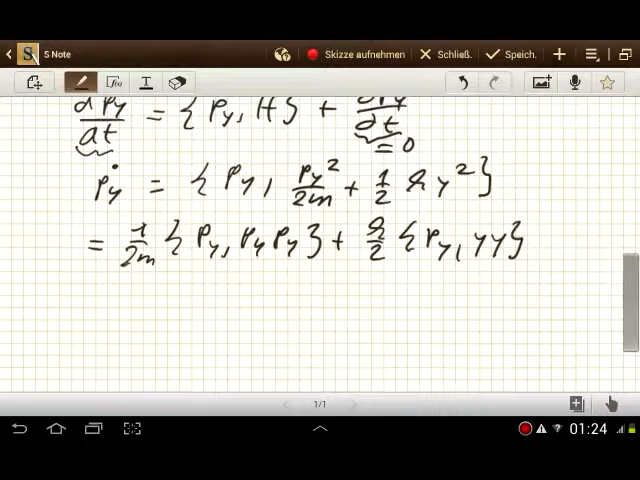 S Note
Skizze aufnehmen
Schließ.
Speich.
f(x)
T
dp_y/dt = {p_y, H} + ∂p_y/∂t
= 0
ṗ_y = {p_y, p_y²/2m + 1/2 k y²}
= 1/2m {p_y, p_y p_y} + k/2 {p_y, yy}
1/1
01:24